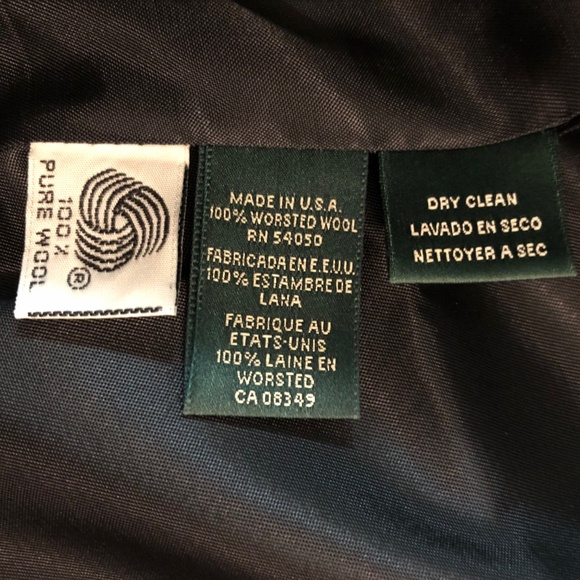 100%
PURE WOOL
®
MADE IN U.S.A.
100% WORSTED WOOL
RN 54050
FABRICADA EN E.E.U.U.
100% ESTAMBRE DE
LANA
FABRIQUE AU
ETATS-UNIS
100% LAINE EN
WORSTED
CA 08349
DRY CLEAN
LAVADO EN SECO
NETTOYER A SEC